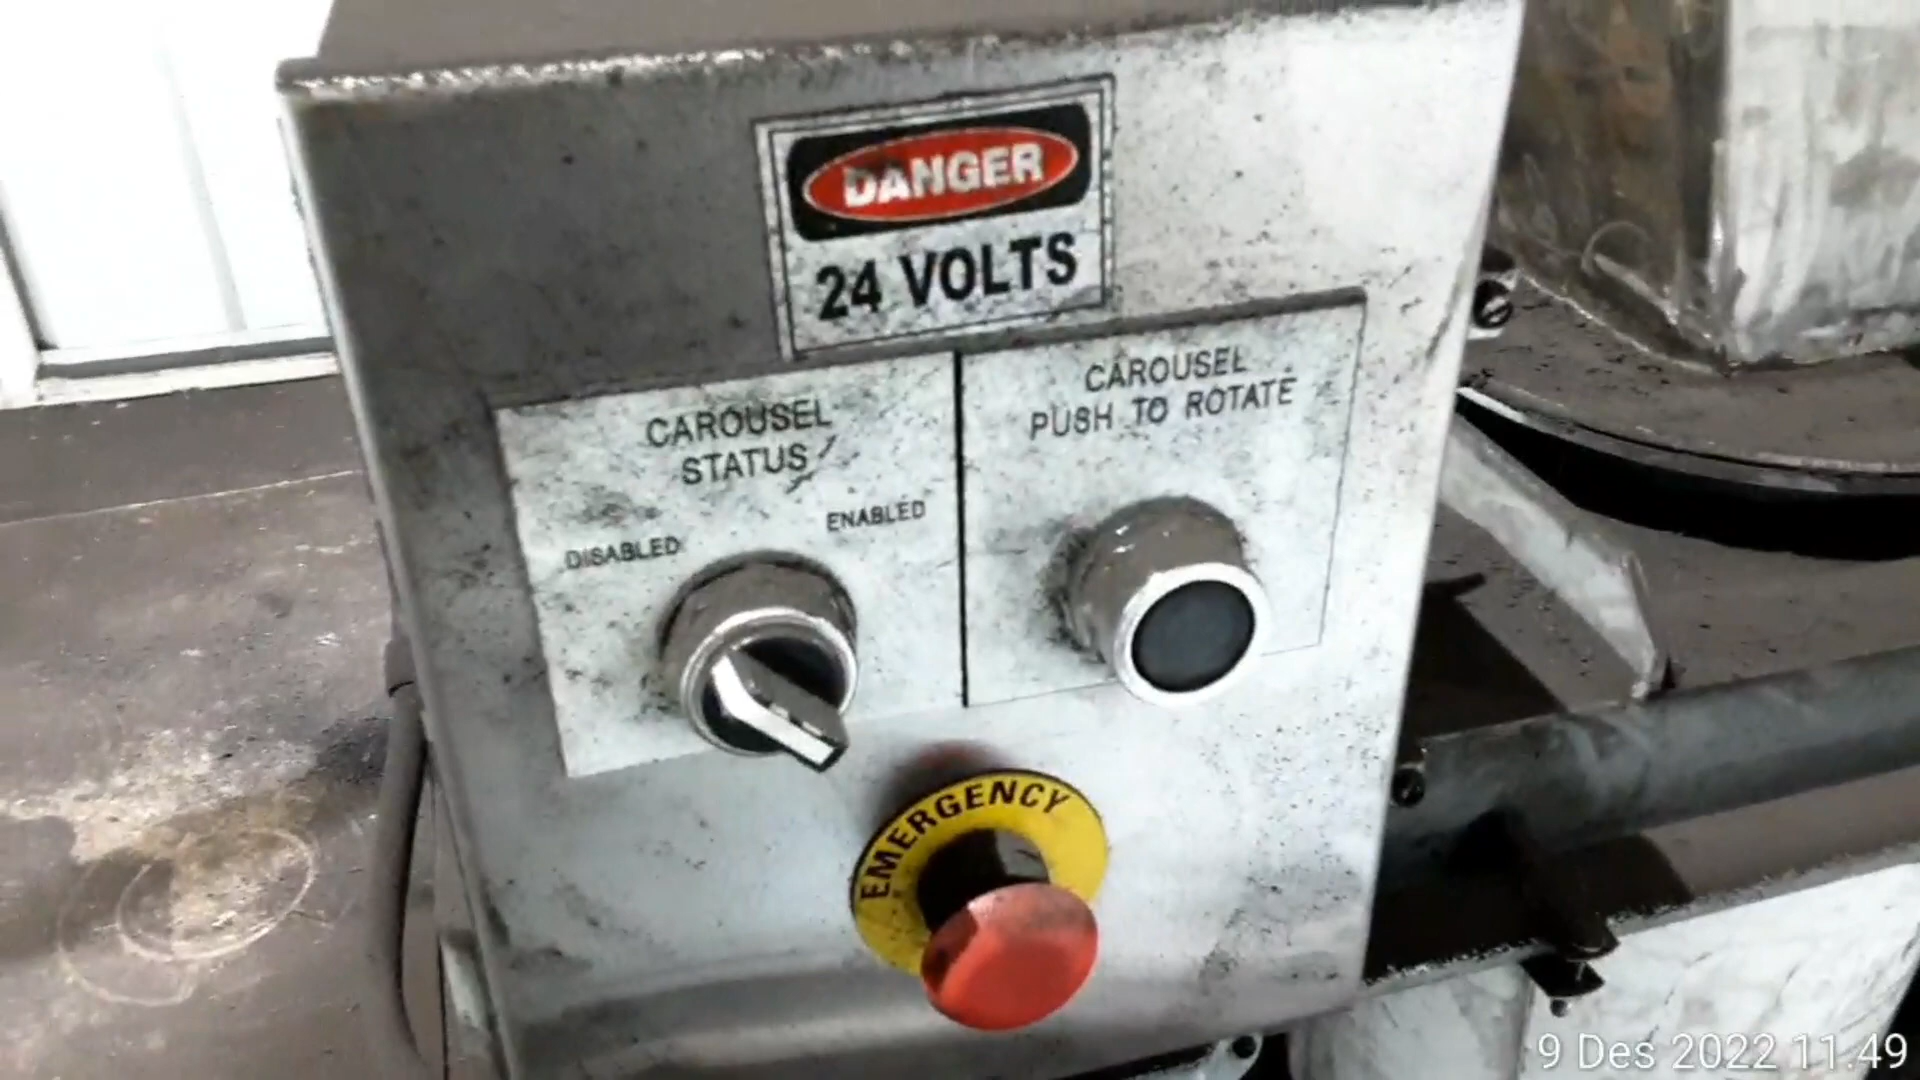 DANGER
24 VOLTS
CAROUSEL
STATUS
DISABLED
ENABLED
CAROUSEL
PUSH TO ROTATE
EMERGENCY
9 Des 2022 11.49